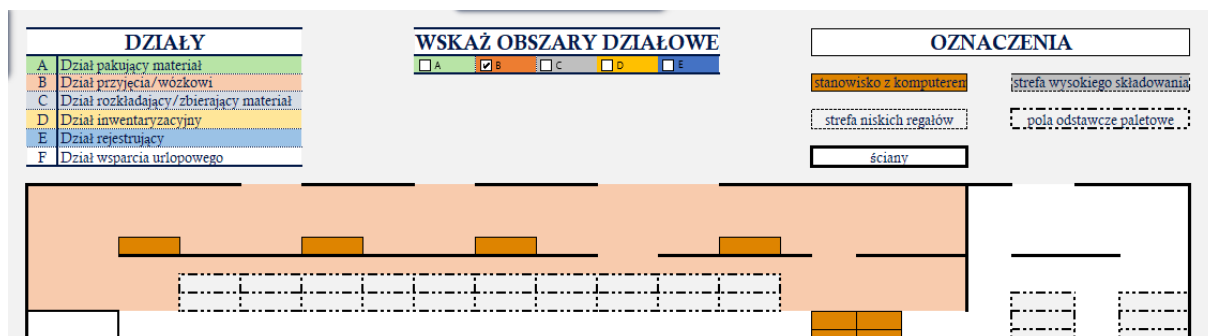 DZIAŁY
A Dział pakujący materiał
B Dział przyjęcia/wózkowi
C Dział rozkładający/zbierający materiał
D Dział inwentaryzacyjny
E Dział rejestrujący
F Dział wsparcia urlopowego
WSKAŻ OBSZARY DZIAŁOWE
A B C D E
OZNACZENIA
stanowisko z komputeren
strefa wysokiego składowania
strefa niskich regałów
pola odstawcze paletowe
ściany